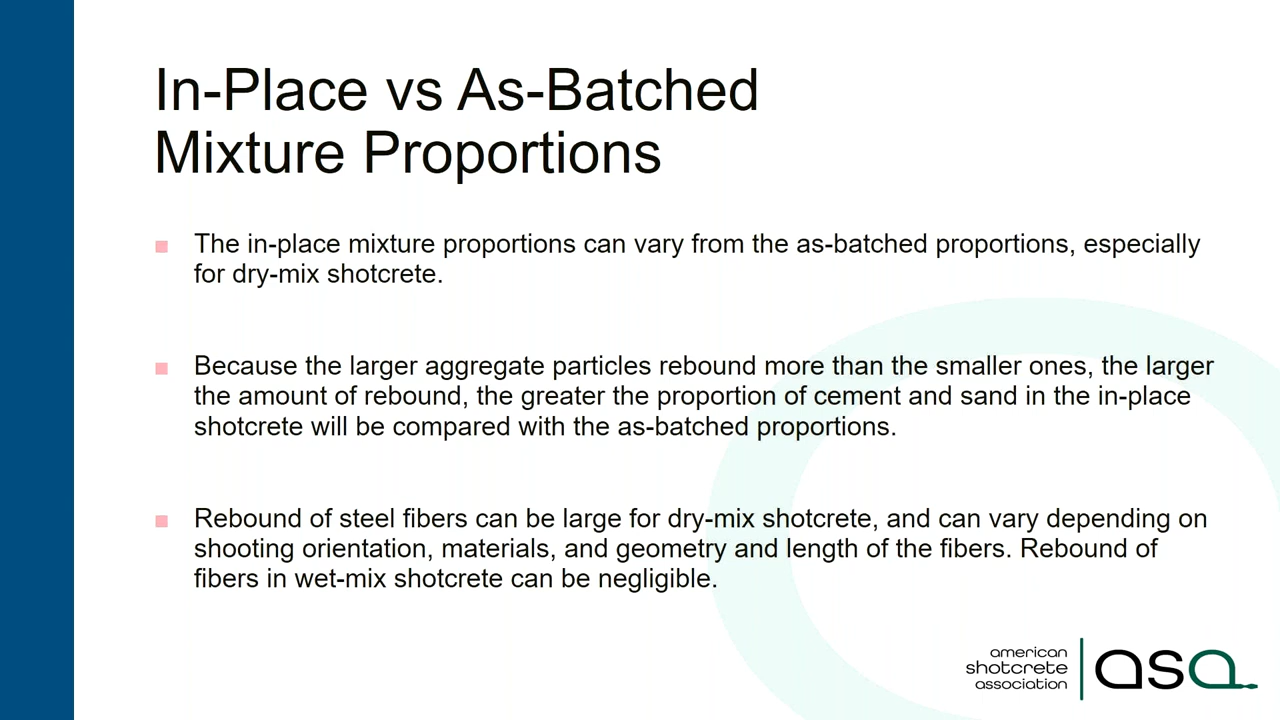 In-Place vs As-Batched
Mixture Proportions
The in-place mixture proportions can vary from the as-batched proportions, especially
for dry-mix shotcrete.
Because the larger aggregate particles rebound more than the smaller ones, the larger
the amount of rebound, the greater the proportion of cement and sand in the in-place
shotcrete will be compared with the as-batched proportions.
Rebound of steel fibers can be large for dry-mix shotcrete, and can vary depending on
shooting orientation, materials, and geometry and length of the fibers. Rebound of
fibers in wet-mix shotcrete can be negligible.
american
shotcrete
association
asa